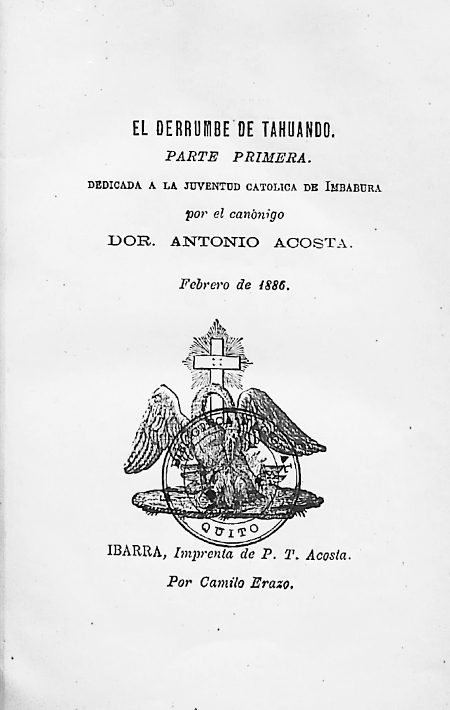 EL DERRUMBE DE TAHUANDO.
PARTE PRIMERA.
DEDICADA A LA JUVENTUD CATOLICA DE IMBABURA
por el canònigo
DOR. ANTONIO ACOSTA.
Febrero de 1886.
QUITO
IBARRA, Imprenta de P. T. Acosta.
Por Camilo Erazo.